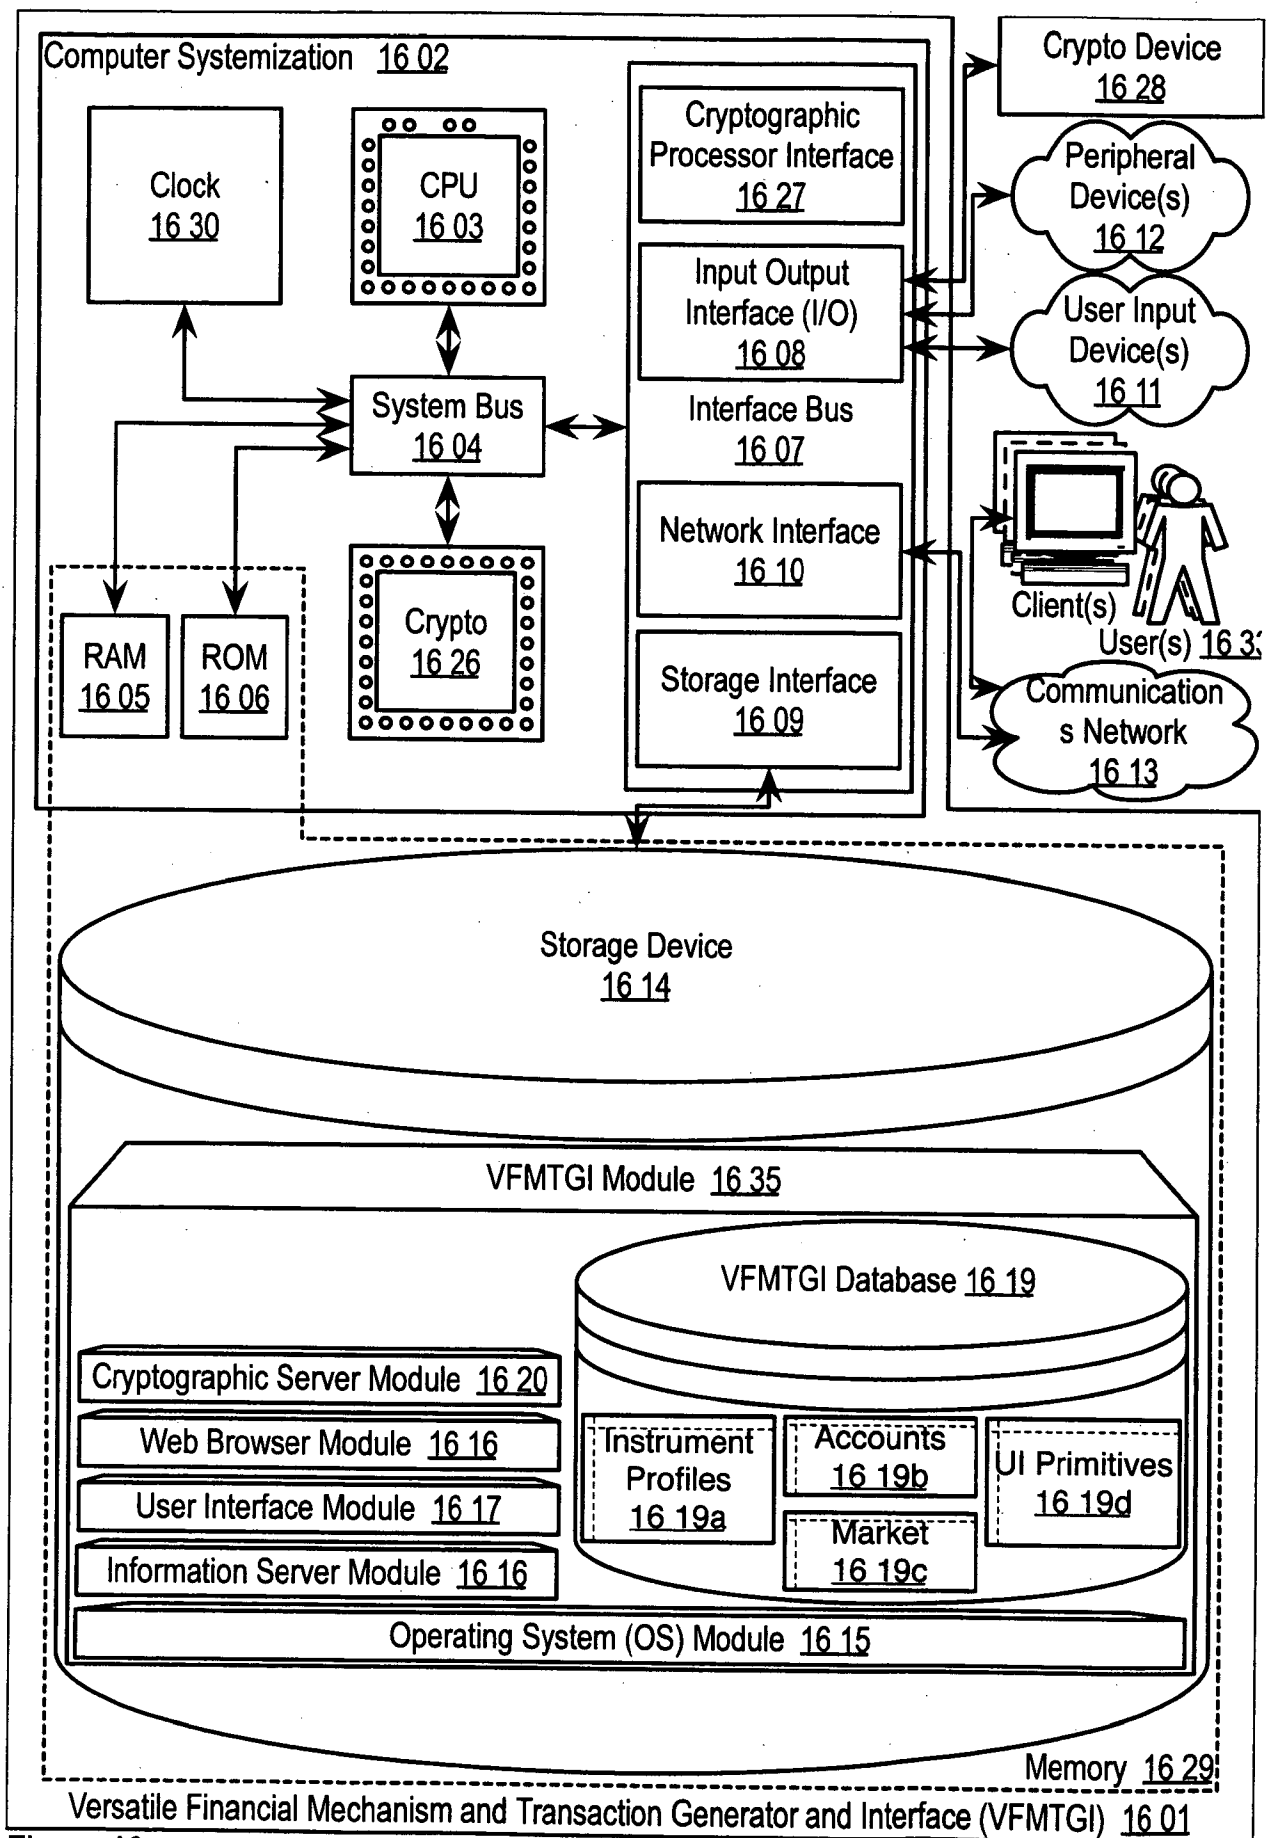 Computer Systemization 16 02
Clock
16 30
CPU
16 03
System Bus
16 04
Crypto
16 26
RAM
16 05
ROM
16 06
Cryptographic
Processor Interface
16 27
Input Output
Interface (I/O)
16 08
Interface Bus
16 07
Network Interface
16 10
Storage Interface
16 09
Crypto Device
16 28
Peripheral
Device(s)
16 12
User Input
Device(s)
16 11
Client(s)
User(s) 16 33
Communication
s Network
16 13
Storage Device
16 14
VFMTGI Module 16 35
VFMTGI Database 16 19
Cryptographic Server Module 16 20
Web Browser Module 16 16
User Interface Module 16 17
Information Server Module 16 16
Instrument
Profiles
16 19a
Accounts
16 19b
Market
16 19c
UI Primitives
16 19d
Operating System (OS) Module 16 15
Memory 16 29
Versatile Financial Mechanism and Transaction Generator and Interface (VFMTGI) 16 01